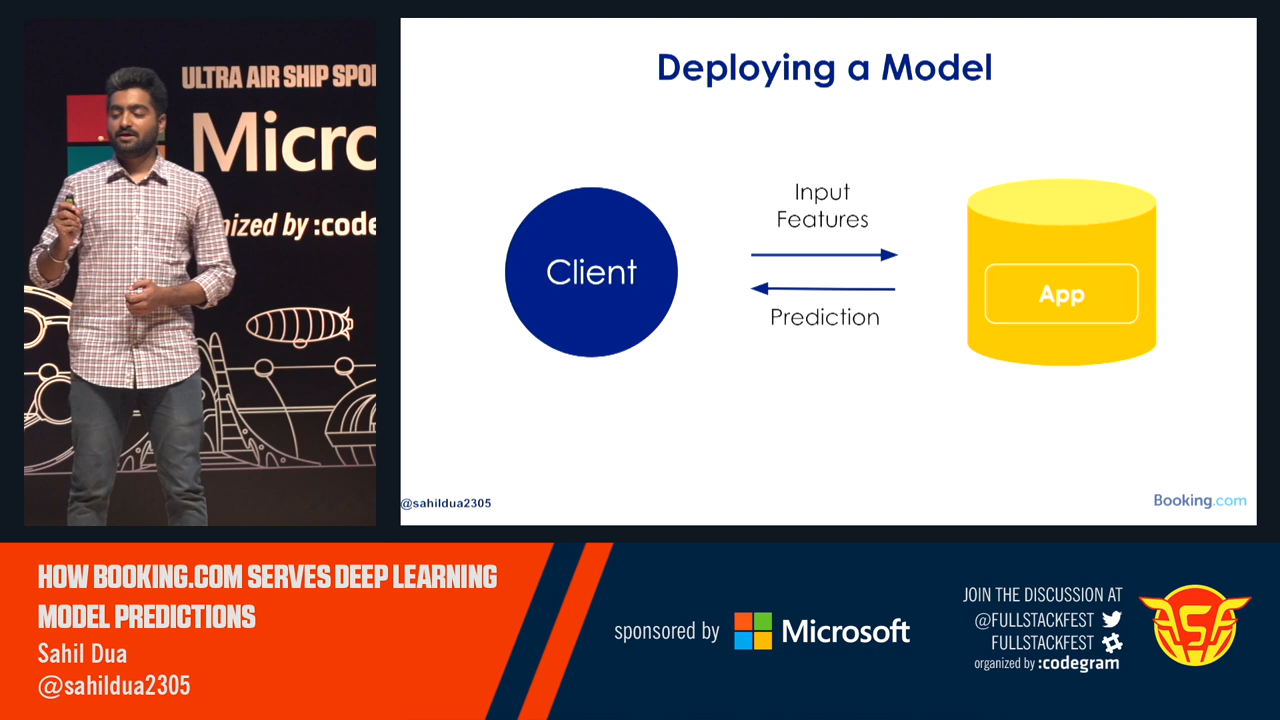 ULTRA AIR SHIP SPO
Micro
nized by :code
Deploying a Model
Input
Features
Client
App
Prediction
@sahildua2305
Booking.com
HOW BOOKING.COM SERVES DEEP LEARNING
MODEL PREDICTIONS
Sahil Dua
@sahildua2305
sponsored by Microsoft
JOIN THE DISCUSSION AT
@FULLSTACKFEST
FULLSTACKFEST
organized by :codegram
FSF